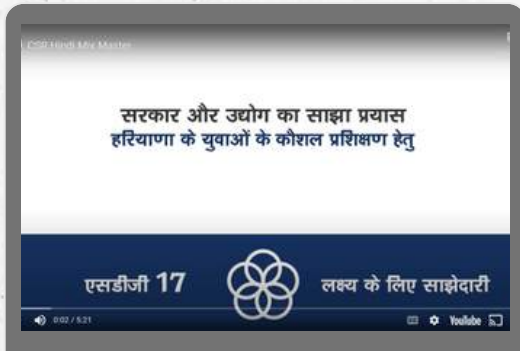 CSR Hindi Mix Master
सरकार और उद्योग का साझा प्रयास
हरियाणा के युवाओं के कौशल प्रशिक्षण हेतु
एसडीजी 17 लक्ष्य के लिए साझेदारी
0:02 / 5:21 YouTube